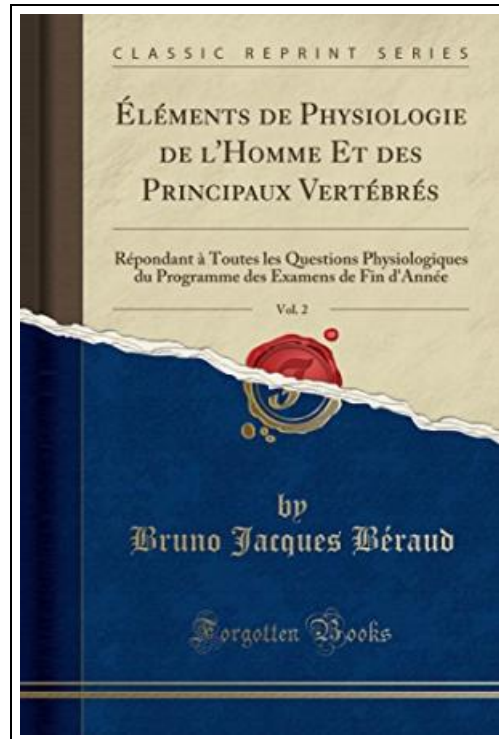 CLASSIC REPRINT SERIES
ÉLÉMENTS DE PHYSIOLOGIE
DE L'HOMME ET DES
PRINCIPAUX VERTÉBRÉS
Répondant à Toutes les Questions Physiologiques
du Programme des Examens de Fin d'Année
Vol. 2
by
Bruno Jacques Béraud
Forgotten Books